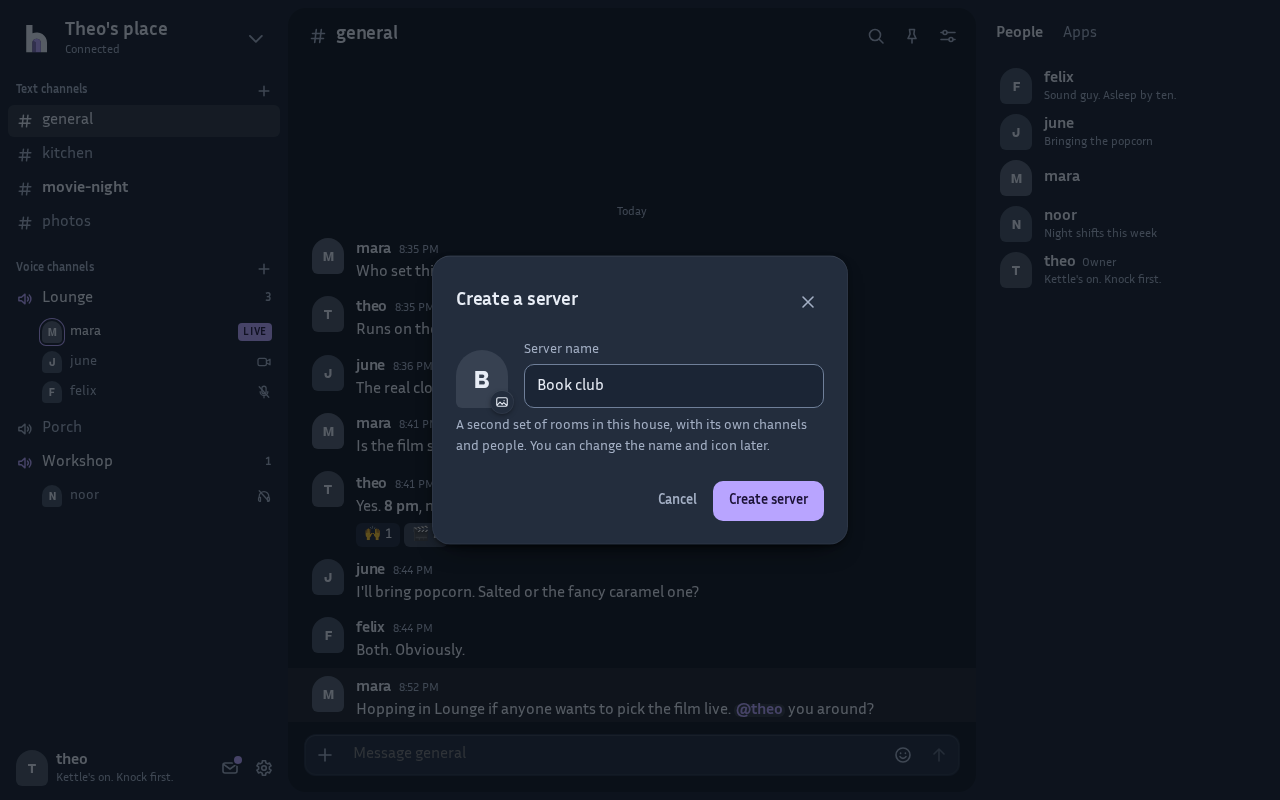 Theo's place
Connected
Text channels
general
kitchen
movie-night
photos
Voice channels
Lounge 3
M mara LIVE
J june
F felix
Porch
Workshop 1
N noor
T theo
Kettle's on. Knock first.
# general
Today
M mara 8:35 PM
Who set thi
T theo 8:35 PM
Runs on the
J june 8:36 PM
The real clo
M mara 8:41 PM
Is the film s
T theo 8:41 PM
Yes. 8 pm,
🙌 1 🎬
J june 8:44 PM
I'll bring popcorn. Salted or the fancy caramel one?
F felix 8:44 PM
Both. Obviously.
M mara 8:52 PM
Hopping in Lounge if anyone wants to pick the film live. @theo you around?
Message general
Create a server
Server name
B
Book club
A second set of rooms in this house, with its own channels
and people. You can change the name and icon later.
Cancel Create server
People Apps
F felix
Sound guy. Asleep by ten.
J june
Bringing the popcorn
M mara
N noor
Night shifts this week
T theo Owner
Kettle's on. Knock first.